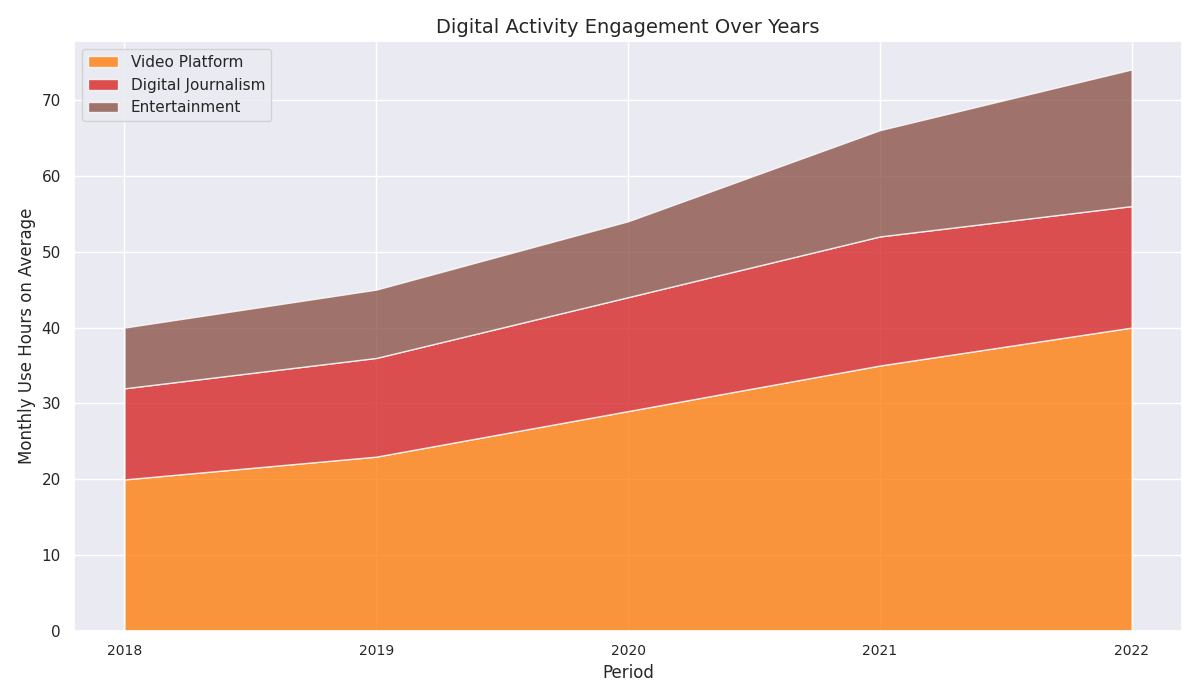 Digital Activity Engagement Over Years
Video Platform
Digital Journalism
Entertainment
Monthly Use Hours on Average
70
60
50
40
30
20
10
0
2018 2019 2020 2021 2022
Period